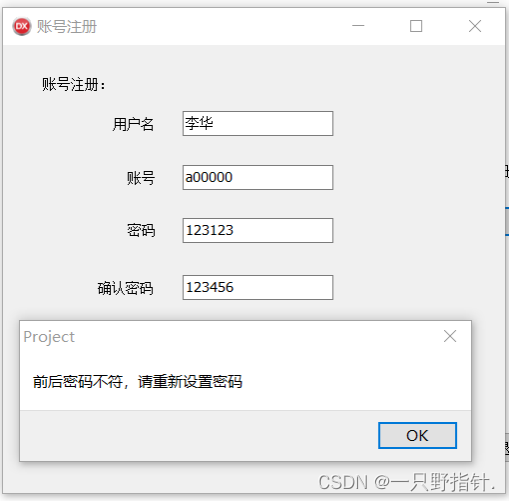 DX 账号注册
账号注册：
用户名 李华
账号 a00000
密码 123123
确认密码 123456
Project
前后密码不符，请重新设置密码
OK
CSDN @一只野指针.